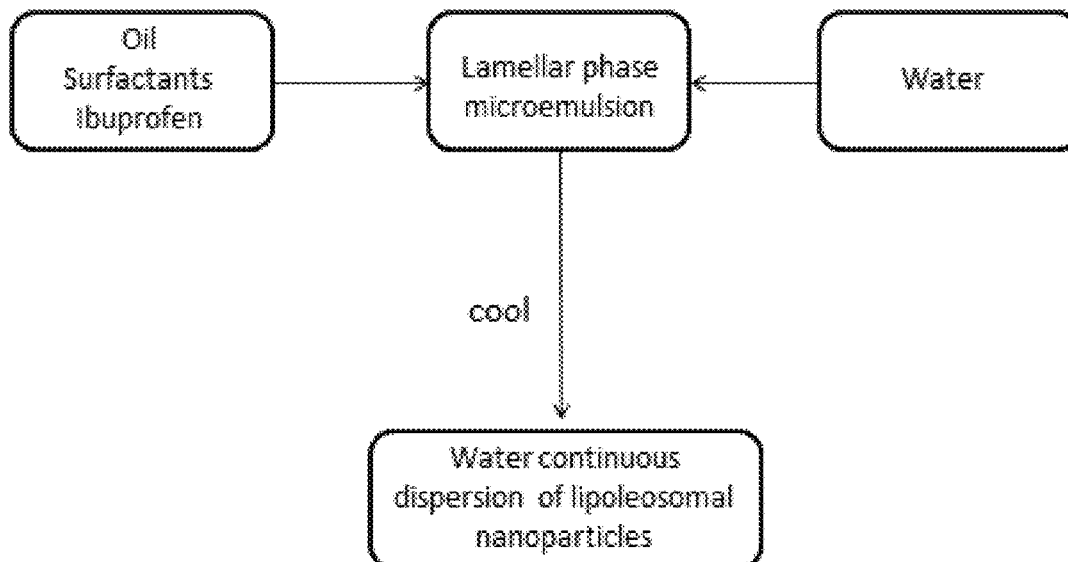 Oil
Surfactants
Ibuprofen
Lamellar phase
microemulsion
Water
cool
Water continuous
dispersion of lipoleosomal
nanoparticles